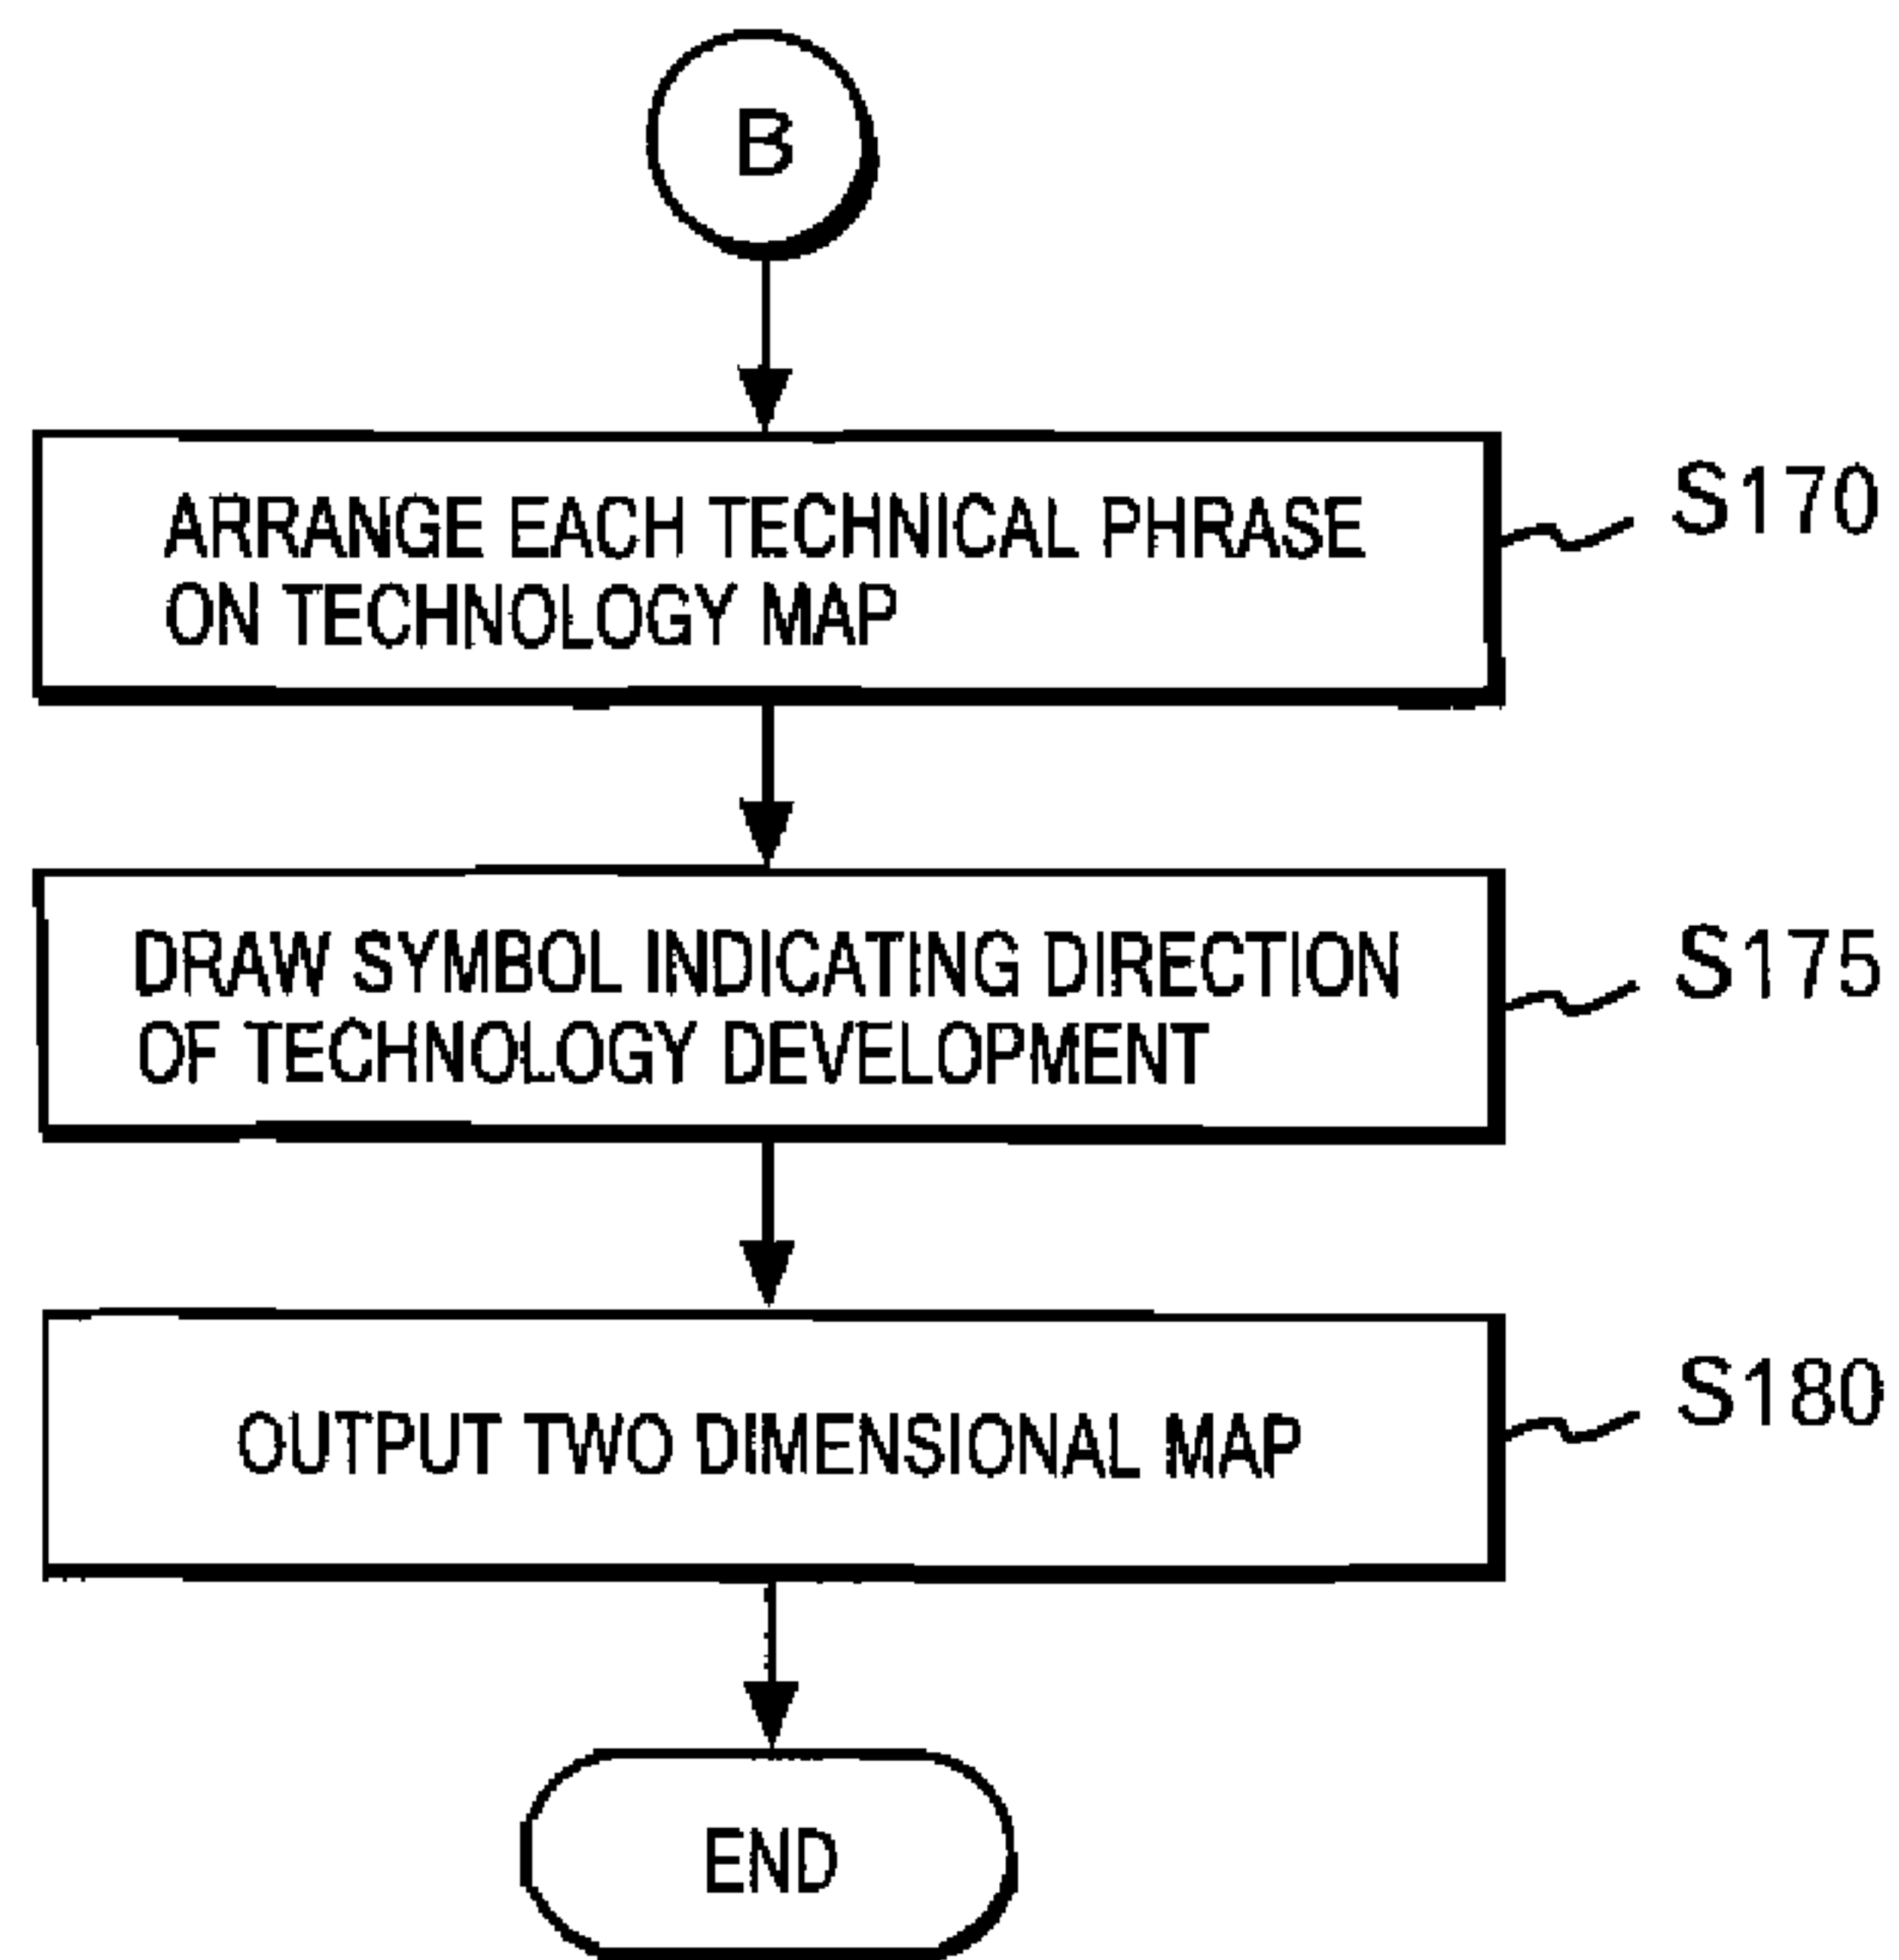 B
ARRANGE EACH TECHNICAL PHRASE
ON TECHNOLOGY MAP
S170
DRAW SYMBOL INDICATING DIRECTION
OF TECHNOLOGY DEVELOPMENT
S175
OUTPUT TWO DIMENSIONAL MAP
S180
END